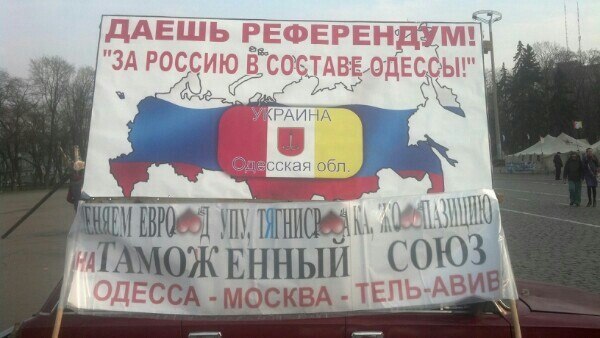 ДАЕШЬ РЕФЕРЕНДУМ!
"ЗА РОССИЮ В СОСТАВЕ ОДЕССЫ!"
УКРАИНА
Одесская обл.
ЕНЯЕМ ЕВРО Д УПУ, ТЯГНИ КА, ЖО ПАЗИЦИЮ
НА ТАМОЖЕННЫЙ СОЮЗ
ОДЕССА - МОСКВА - ТЕЛЬ-АВИВ